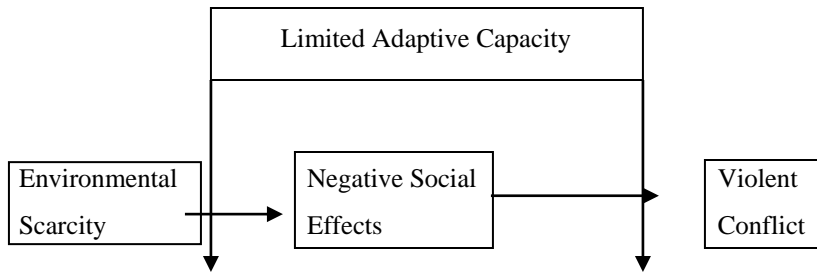 Limited Adaptive Capacity
Environmental
Scarcity
Negative Social
Effects
Violent
Conflict